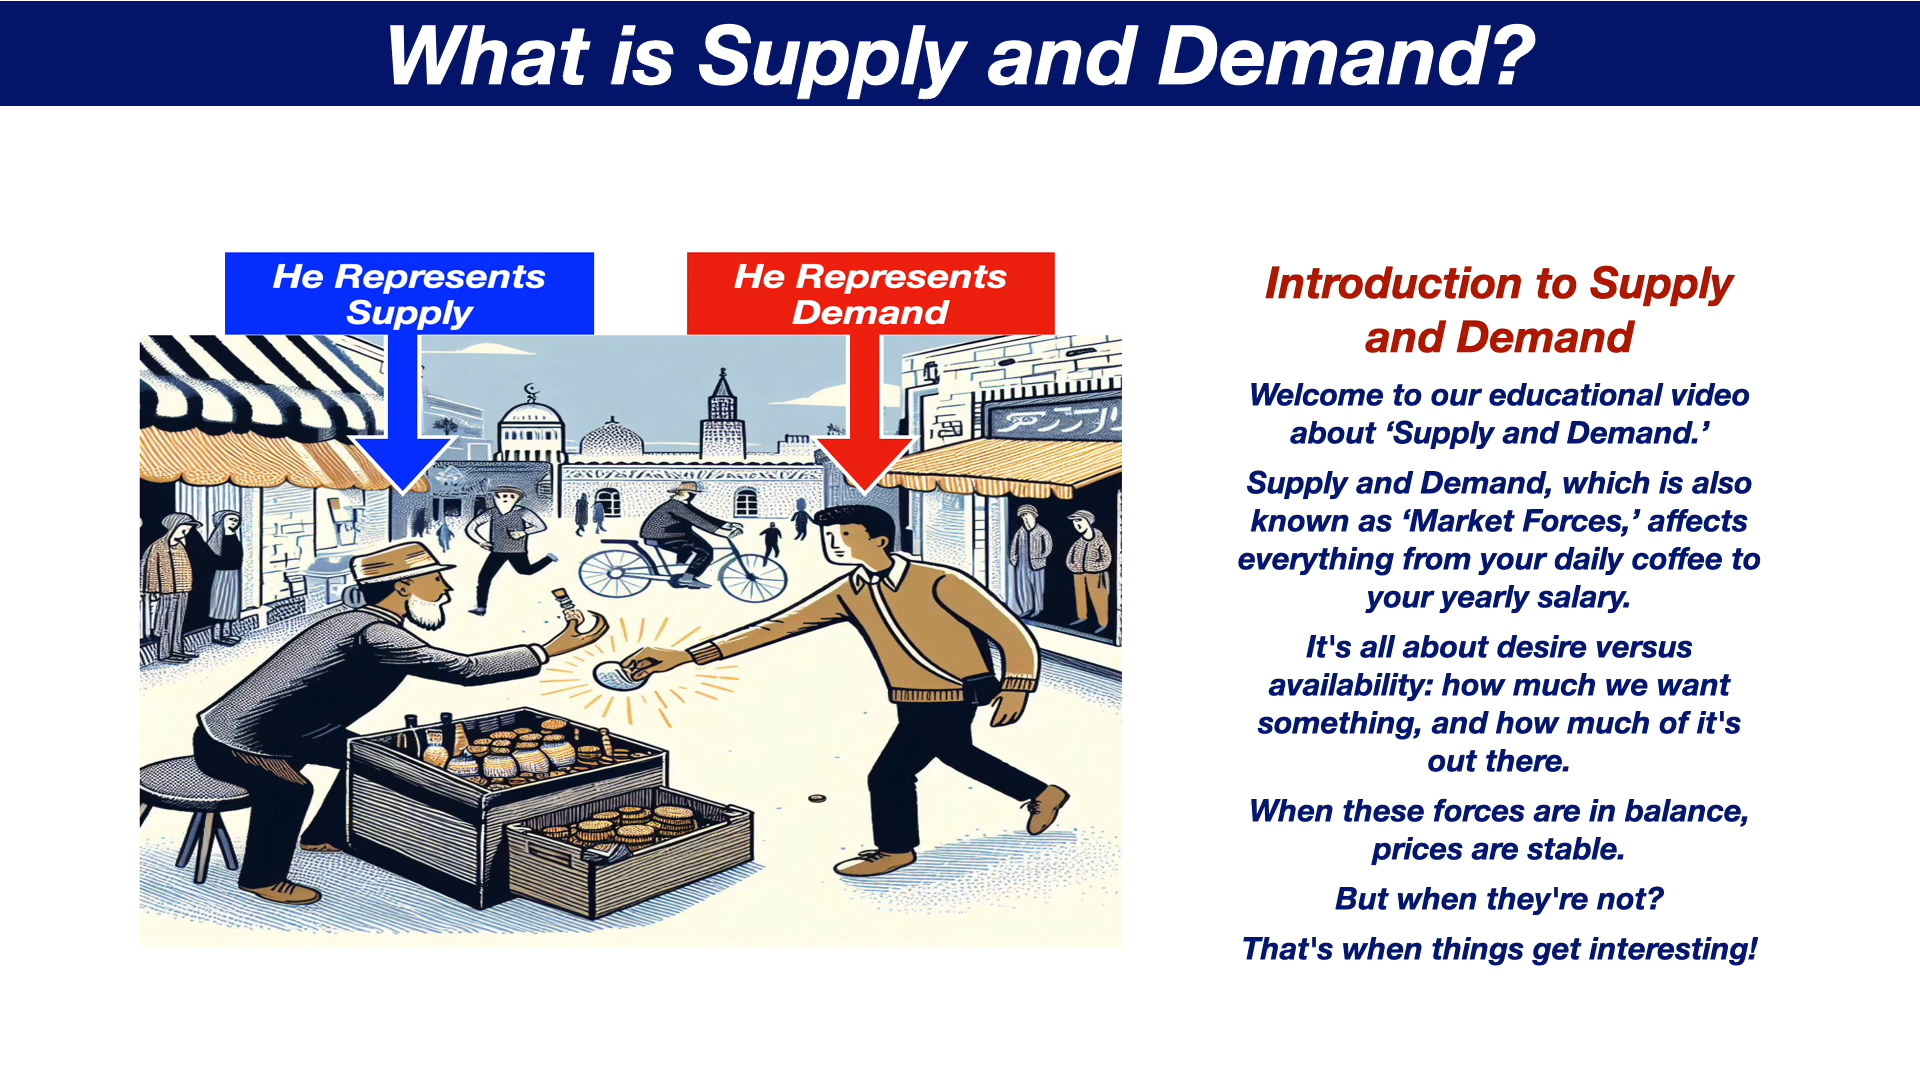 What is Supply and Demand?
He Represents
Supply
He Represents
Demand
Introduction to Supply
and Demand
Welcome to our educational video
about ‘Supply and Demand.’
Supply and Demand, which is also
known as ‘Market Forces,’ affects
everything from your daily coffee to
your yearly salary.
It's all about desire versus
availability: how much we want
something, and how much of it's
out there.
When these forces are in balance,
prices are stable.
But when they're not?
That's when things get interesting!